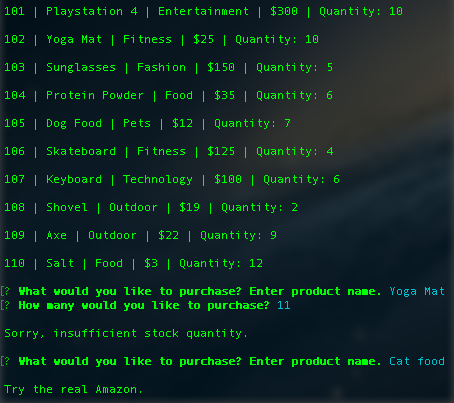 101 | Playstation 4 | Entertainment | $300 | Quantity: 10
102 | Yoga Mat | Fitness | $25 | Quantity: 10
103 | Sunglasses | Fashion | $150 | Quantity: 5
104 | Protein Powder | Food | $35 | Quantity: 6
105 | Dog Food | Pets | $12 | Quantity: 7
106 | Skateboard | Fitness | $125 | Quantity: 4
107 | Keyboard | Technology | $100 | Quantity: 6
108 | Shovel | Outdoor | $19 | Quantity: 2
109 | Axe | Outdoor | $22 | Quantity: 9
110 | Salt | Food | $3 | Quantity: 12
[? What would you like to purchase? Enter product name. Yoga Mat
[? How many would you like to purchase? 11
Sorry, insufficient stock quantity.
[? What would you like to purchase? Enter product name. Cat food
Try the real Amazon.